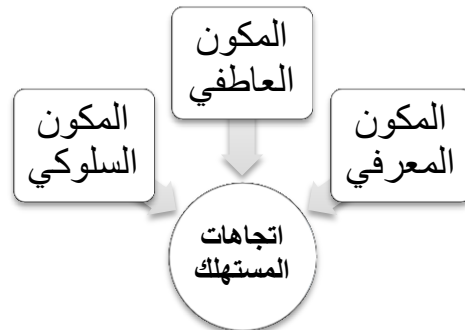 المكون
العاطفي
المكون
المعرفي
المكون
السلوكي
اتجاهات
المستهلك